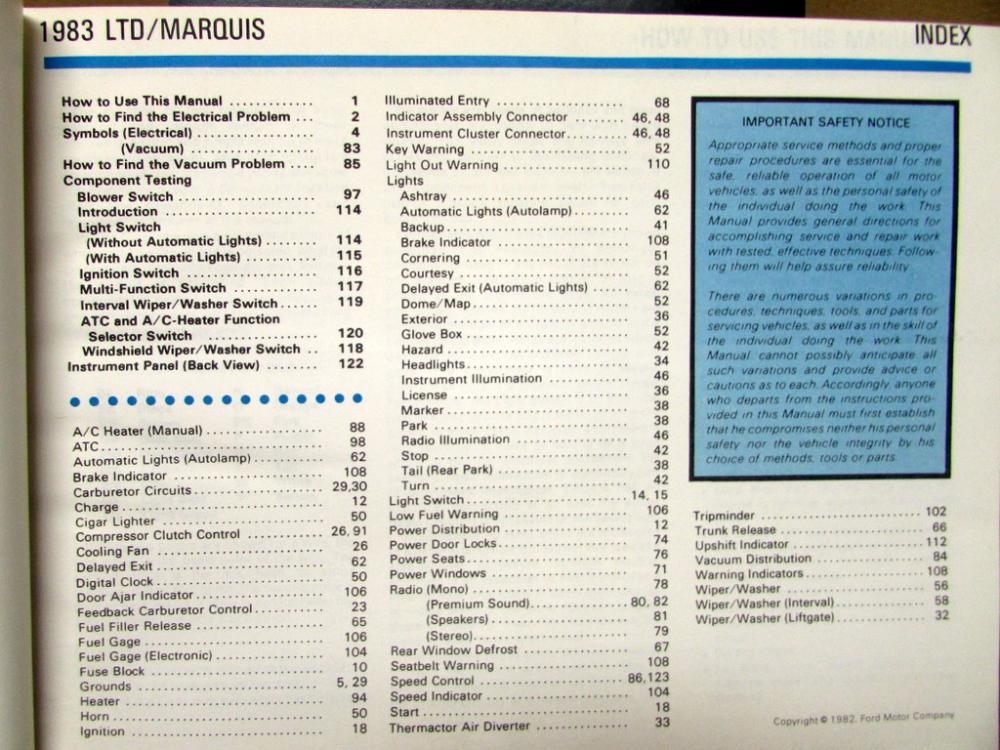 1983 LTD/MARQUIS
INDEX
How to Use This Manual ............. 1
How to Find the Electrical Problem ... 2
Symbols (Electrical) ................. 4
(Vacuum) .................. 83
How to Find the Vacuum Problem .... 85
Component Testing
Blower Switch .................. 97
Introduction ..................... 114
Light Switch
(Without Automatic Lights) ........ 114
(With Automatic Lights) ........... 115
Ignition Switch .................. 116
Multi-Function Switch ............. 117
Interval Wiper/Washer Switch ...... 119
ATC and A/C-Heater Function
Selector Switch ................. 120
Windshield Wiper/Washer Switch .. 118
Instrument Panel (Back View) ........ 122
A/C Heater (Manual) ................. 88
ATC ................................ 98
Automatic Lights (Autolamp) ......... 62
Brake Indicator ..................... 108
Carburetor Circuits ................. 29,30
Charge ............................. 12
Cigar Lighter ....................... 50
Compressor Clutch Control .......... 26, 91
Cooling Fan ........................ 26
Delayed Exit ........................ 62
Digital Clock ........................ 50
Door Ajar Indicator .................. 106
Feedback Carburetor Control ......... 23
Fuel Filler Release .................. 65
Fuel Gage .......................... 106
Fuel Gage (Electronic) ............... 104
Fuse Block ......................... 10
Grounds ........................... 5, 29
Heater ............................. 94
Horn ............................... 50
Ignition ............................ 18
Illuminated Entry ................... 68
Indicator Assembly Connector ........ 46, 48
Instrument Cluster Connector ......... 46, 48
Key Warning ....................... 52
Light Out Warning .................. 110
Lights
Ashtray .......................... 46
Automatic Lights (Autolamp) ........ 62
Backup .......................... 41
Brake Indicator ................... 108
Cornering ........................ 51
Courtesy ......................... 52
Delayed Exit (Automatic Lights) ..... 62
Dome/Map ....................... 52
Exterior .......................... 36
Glove Box ........................ 52
Hazard .......................... 42
Headlights ........................ 34
Instrument Illumination ............ 46
License .......................... 36
Marker .......................... 38
Park ............................ 38
Radio Illumination ................ 46
Stop ............................ 42
Tail (Rear Park) ................... 38
Turn ............................ 42
Light Switch ........................ 14, 15
Low Fuel Warning .................. 106
Power Distribution .................. 12
Power Door Locks ................... 74
Power Seats ........................ 76
Power Windows .................... 71
Radio (Mono) ....................... 78
(Premium Sound) .............. 80, 82
(Speakers) .................... 81
(Stereo) ...................... 79
Rear Window Defrost ............... 67
Seatbelt Warning ................... 108
Speed Control ...................... 86,123
Speed Indicator ..................... 104
Start .............................. 18
Thermactor Air Diverter ............. 33
IMPORTANT SAFETY NOTICE
Appropriate service methods and proper
repair procedures are essential for the
safe, reliable operation of all motor
vehicles, as well as the personal safety of
the individual doing the work. This
Manual provides general directions for
accomplishing service and repair work
with tested, effective techniques. Follow-
ing them will help assure reliability
There are numerous variations in pro-
cedures, techniques, tools, and parts for
servicing vehicles, as well as in the skill of
the individual doing the work. This
Manual cannot possibly anticipate all
such variations and provide advice or
cautions as to each. Accordingly, anyone
who departs from the instructions pro-
vided in this Manual must first establish
that he compromises neither his personal
safety nor the vehicle integrity by his
choice of methods, tools or parts.
Tripminder ......................... 102
Trunk Release ...................... 66
Upshift Indicator .................... 112
Vacuum Distribution ................. 84
Warning Indicators .................. 108
Wiper/Washer ...................... 56
Wiper/Washer (Interval) ............. 58
Wiper/Washer (Liftgate) ............. 32
Copyright © 1982, Ford Motor Company